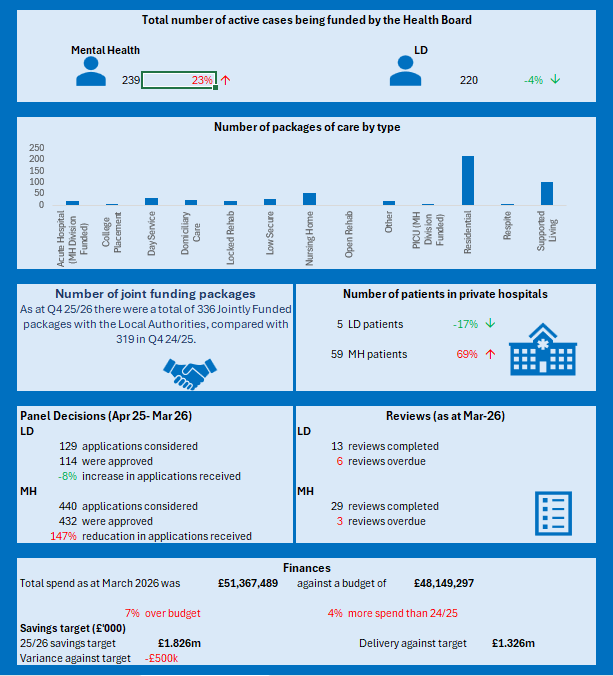 Total number of active cases being funded by the Health Board
Mental Health
LD
239 23% ↑
220 -4% ↓
Number of packages of care by type
250
200
150
100
50
0
Acute Hospital (MH Division Funded)
College Placement
Day Service
Domiciliary Care
Locked Rehab
Low Secure
Nursing Home
Open Rehab
Other
PICU (MH Division Funded)
Residential
Respite
Supported Living
Number of joint funding packages
As at Q4 25/26 there were a total of 336 Jointly Funded
packages with the Local Authorities, compared with
319 in Q4 24/25.
Number of patients in private hospitals
5 LD patients -17% ↓
59 MH patients 69% ↑
Panel Decisions (Apr 25- Mar 26)
LD
129 applications considered
114 were approved
-8% increase in applications received
MH
440 applications considered
432 were approved
147% reducation in applications received
Reviews (as at Mar-26)
LD
13 reviews completed
6 reviews overdue
MH
29 reviews completed
3 reviews overdue
Finances
Total spend as at March 2026 was £51,367,489 against a budget of £48,149,297
7% over budget 4% more spend than 24/25
Savings target (£'000)
25/26 savings target £1.826m Delivery against target £1.326m
Variance against target -£500k